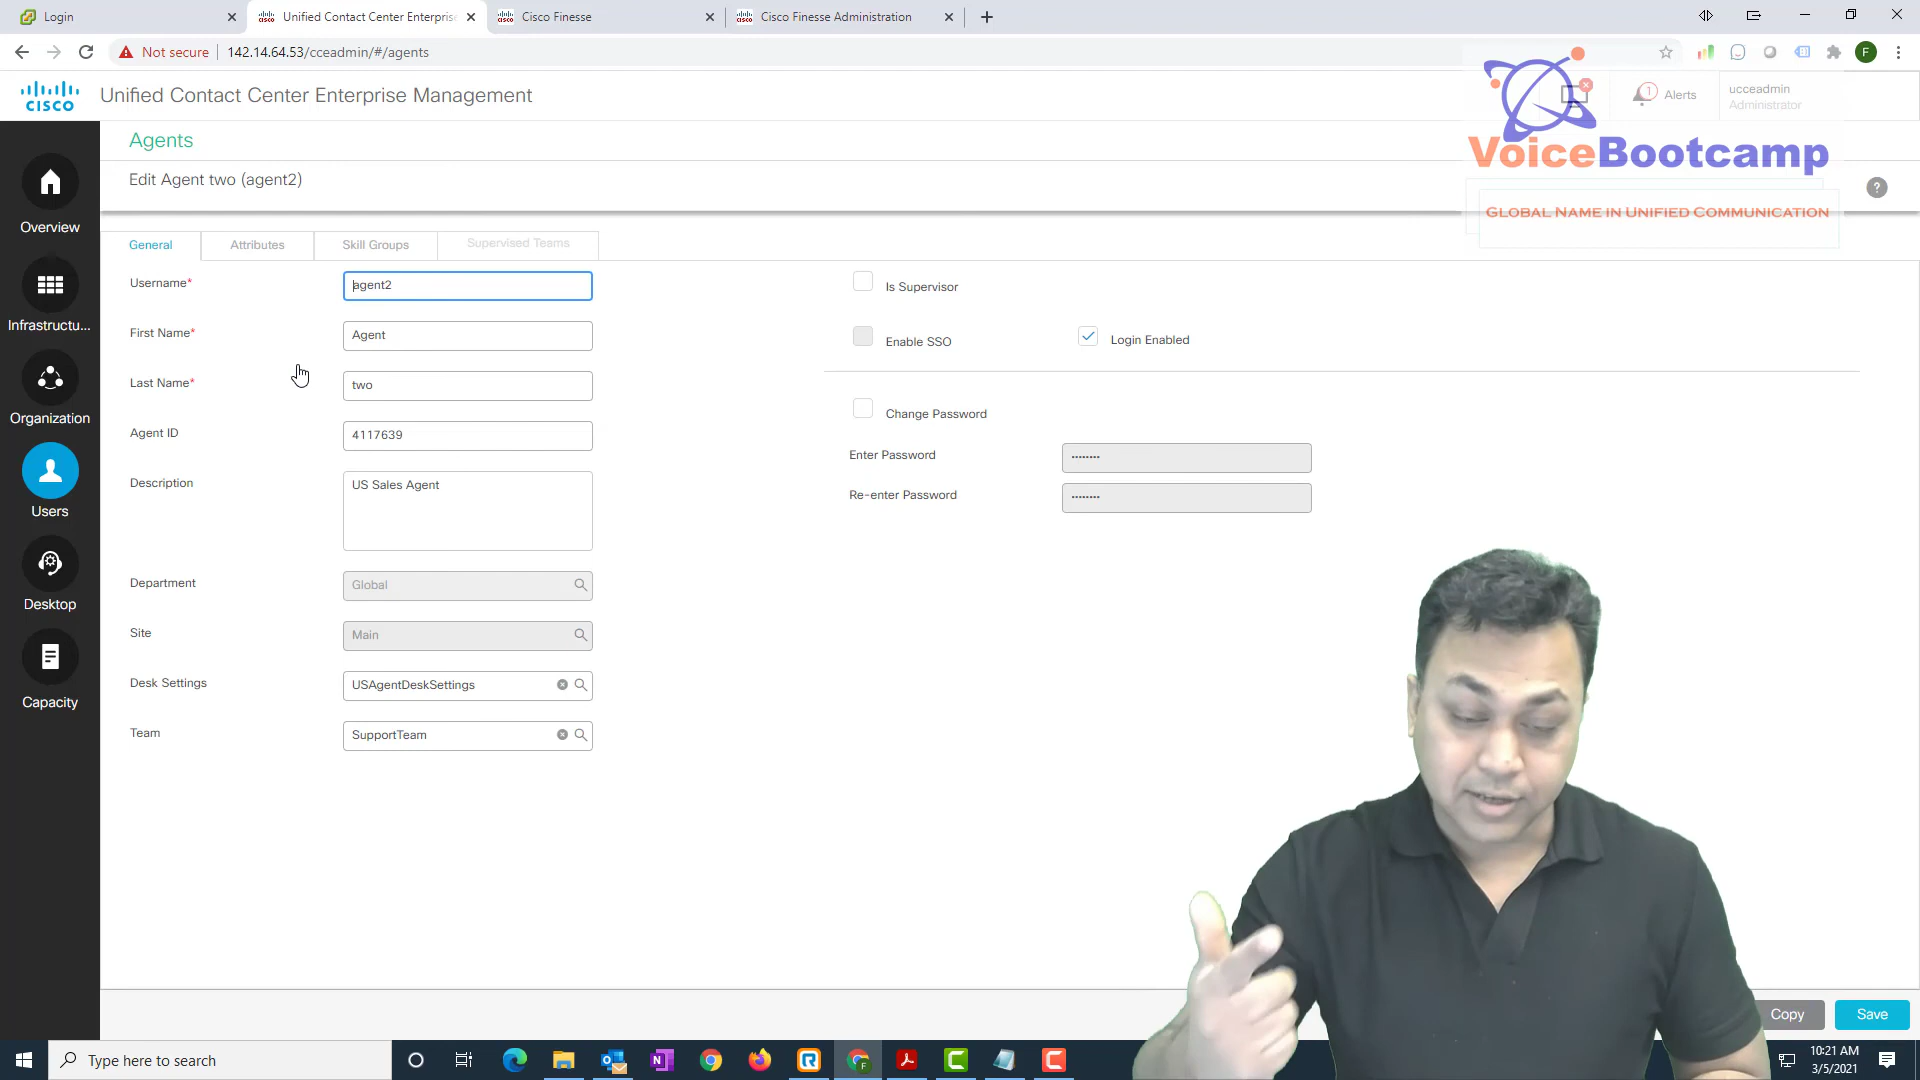 Login
Unified Contact Center Enterprise
Cisco Finesse
Cisco Finesse Administration
Not secure
142.14.64.53/cceadmin/#/agents
F
CISCO
Unified Contact Center Enterprise Management
1
Alerts
ucceadmin
Administrator
VoiceBootcamp
GLOBAL NAME IN UNIFIED COMMUNICATION
Agents
Edit Agent two (agent2)
?
Overview
Infrastructu...
Organization
Users
Desktop
Capacity
General
Attributes
Skill Groups
Supervised Teams
Username*
agent2
First Name*
Agent
Last Name*
two
Agent ID
4117639
Description
US Sales Agent
Department
Global
Site
Main
Desk Settings
USAgentDeskSettings
Team
SupportTeam
Is Supervisor
Enable SSO
Login Enabled
Change Password
Enter Password
••••••••
Re-enter Password
••••••••
Copy
Save
Type here to search
10:21 AM
3/5/2021